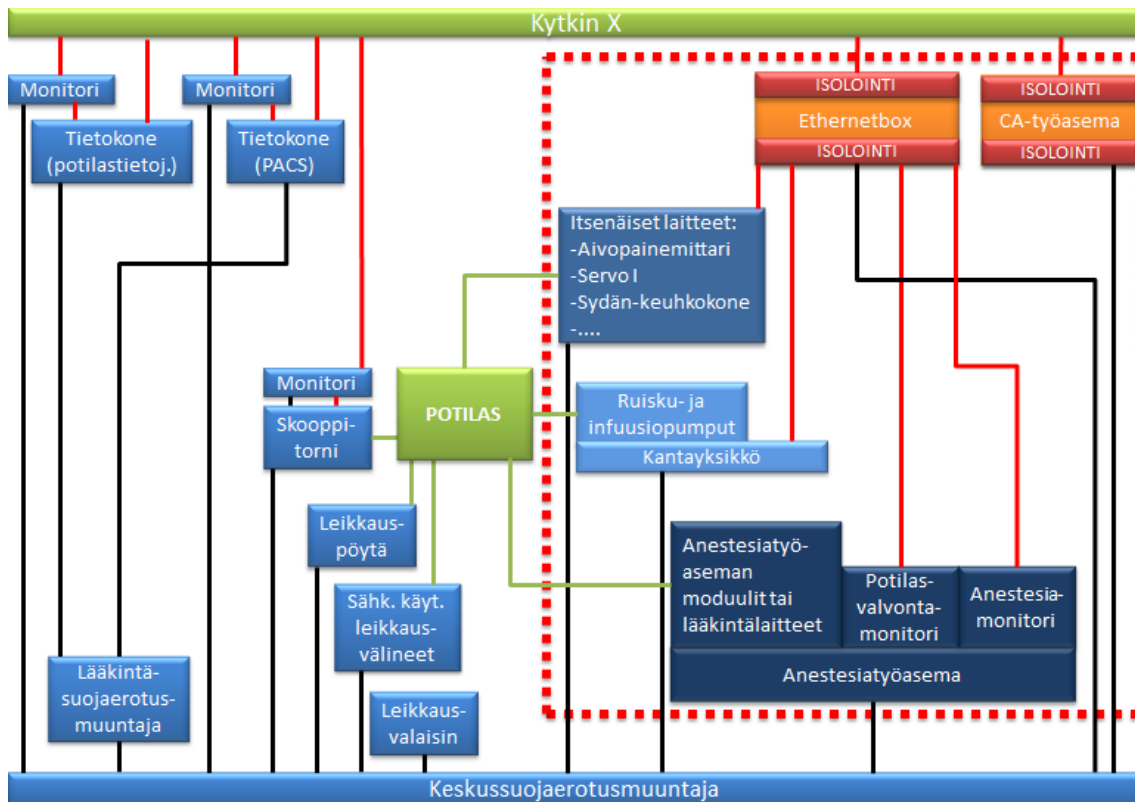 Kytkin X
Monitori
Monitori
ISOLOINTI
ISOLOINTI
Tietokone
(potilastietoj.)
Tietokone
(PACS)
Ethernetbox
CA-työasema
ISOLOINTI
ISOLOINTI
Itsenäiset laitteet:
-Aivopainemittari
-Servo I
-Sydän-keuhkokone
-....
Monitori
Skooppi-
torni
POTILAS
Ruisku- ja
infuusiopumput
Kantayksikkö
Leikkaus-
pöytä
Anestesiatyö-
aseman
moduulit tai
lääkintälaitteet
Potilas-
valvonta-
monitori
Anestesia-
monitori
Sähk. käyt.
leikkaus-
välineet
Anestesiatyöasema
Lääkintä-
suojaerotus-
muuntaja
Leikkaus-
valaisin
Keskussuojaerotusmuuntaja